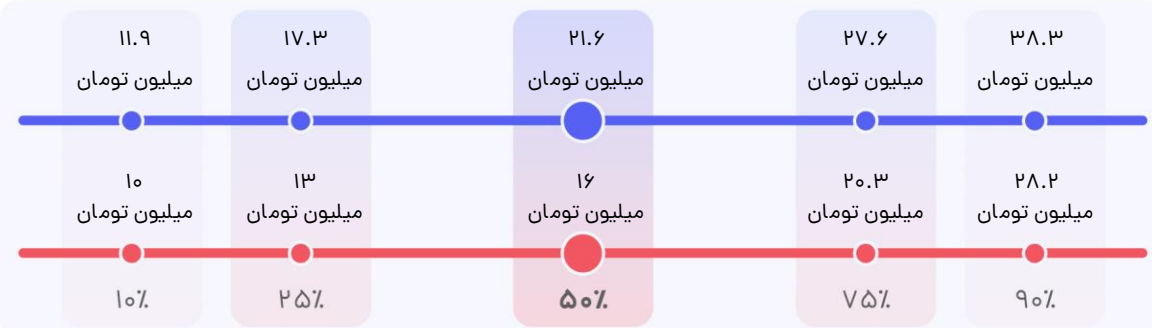 ۱۱.۹
میلیون تومان
۱۷.۳
میلیون تومان
۲۱.۶
میلیون تومان
۲۷.۶
میلیون تومان
۳۸.۳
میلیون تومان
۱۰
میلیون تومان
۱۳
میلیون تومان
۱۶
میلیون تومان
۲۰.۳
میلیون تومان
۲۸.۲
میلیون تومان
۱۰٪
۲۵٪
۵۰٪
۷۵٪
۹۰٪